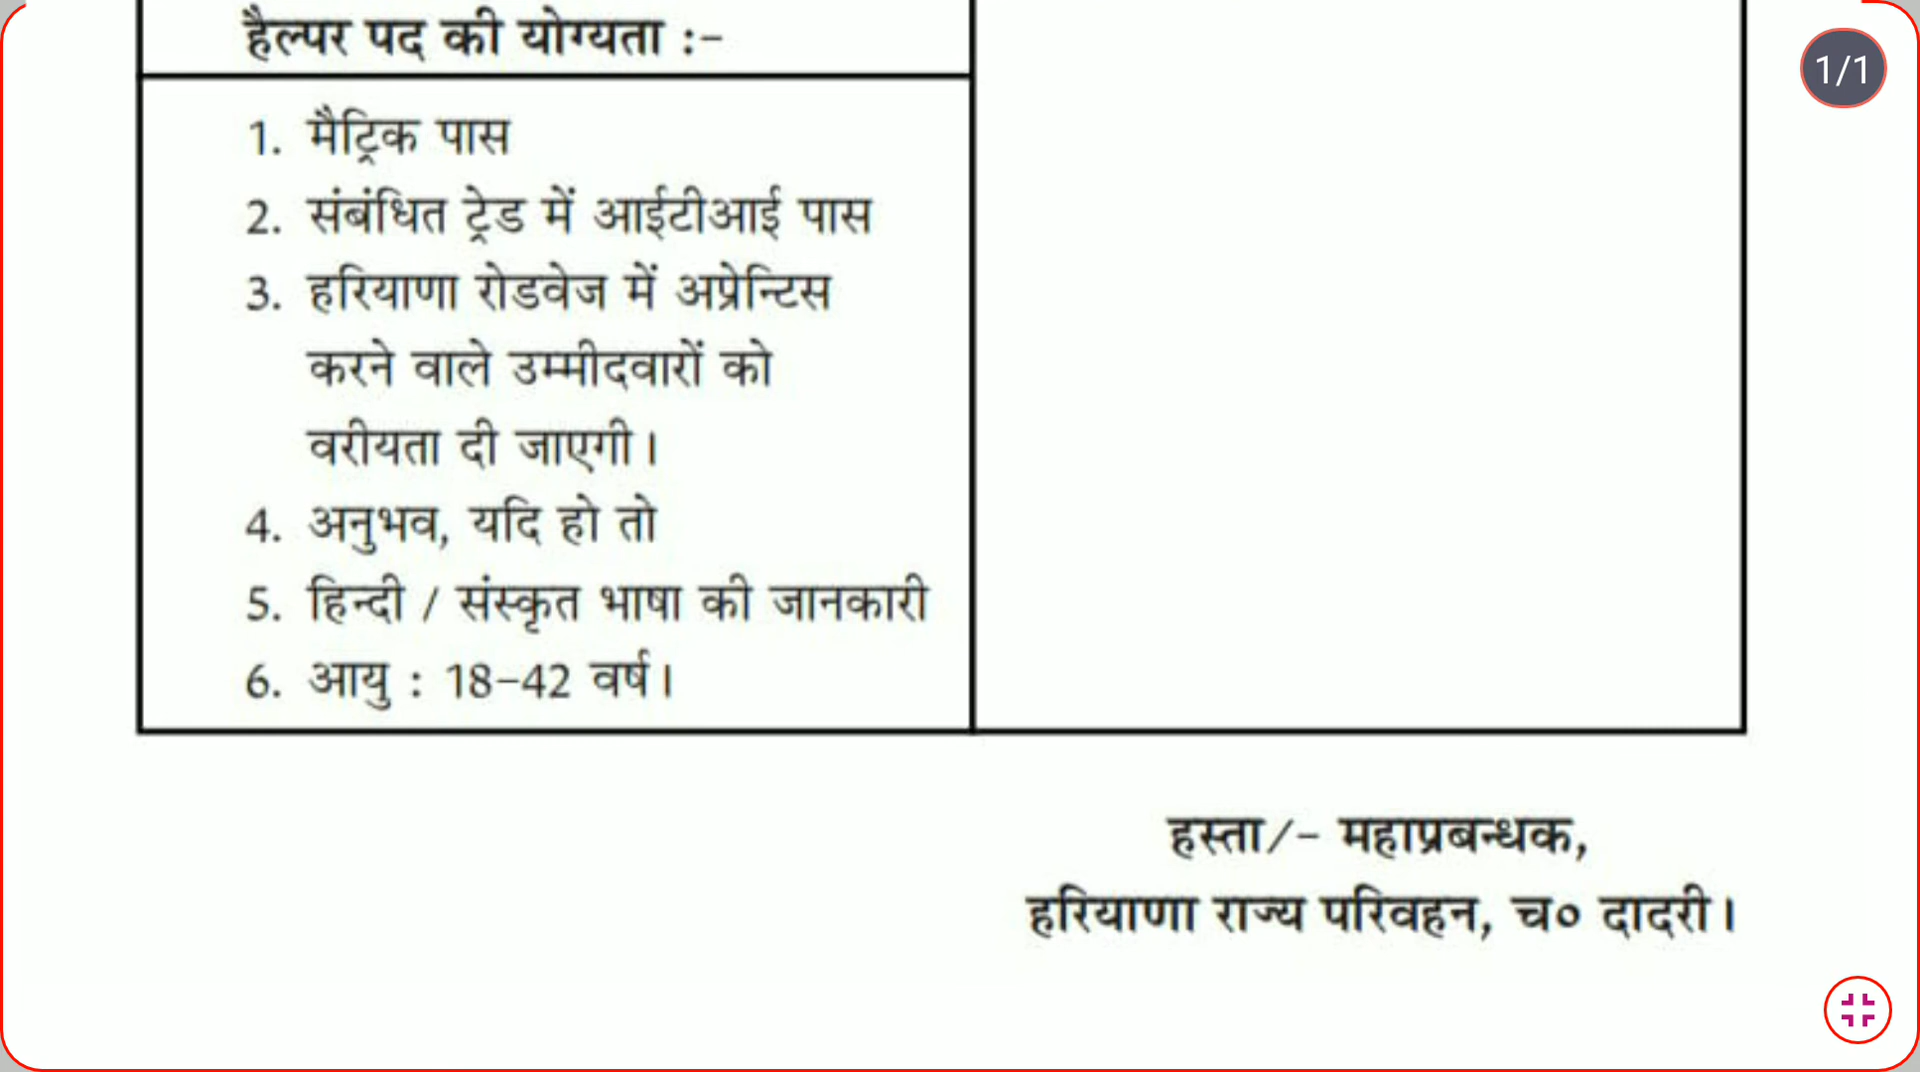 हैल्पर पद की योग्यता :-
1/1
1. मैट्रिक पास
2. संबंधित ट्रेड में आईटीआई पास
3. हरियाणा रोडवेज में अप्रेन्टिस
करने वाले उम्मीदवारों को
वरीयता दी जाएगी।
4. अनुभव, यदि हो तो
5. हिन्दी / संस्कृत भाषा की जानकारी
6. आयु : 18-42 वर्ष।
हस्ता/- महाप्रबन्धक,
हरियाणा राज्य परिवहन, च० दादरी।